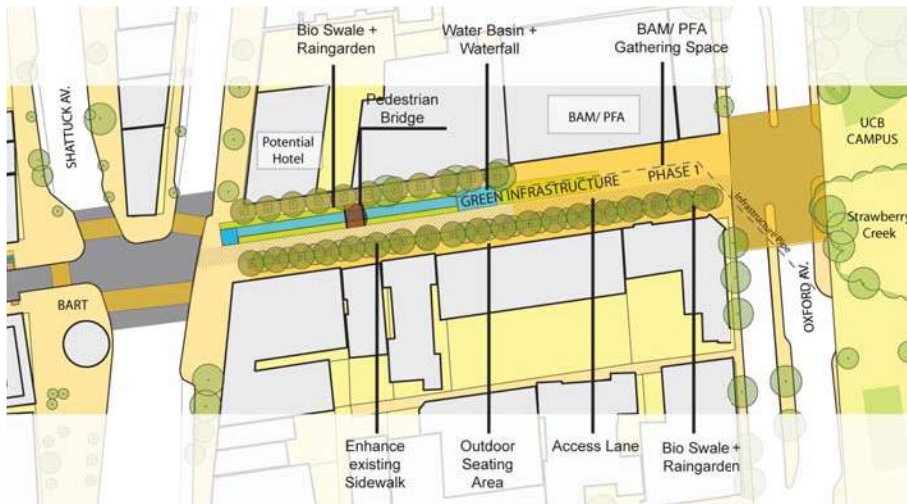 Bio Swale +
Raingarden
Water Basin +
Waterfall
BAM/ PFA
Gathering Space
Pedestrian
Bridge
SHATTUCK AV.
Potential
Hotel
BAM/ PFA
UCB
CAMPUS
GREEN INFRASTRUCTURE
PHASE 1
Infrastructure Pipe
Strawberry
Creek
OXFORD AV.
BART
Enhance
existing
Sidewalk
Outdoor
Seating
Area
Access Lane
Bio Swale +
Raingarden